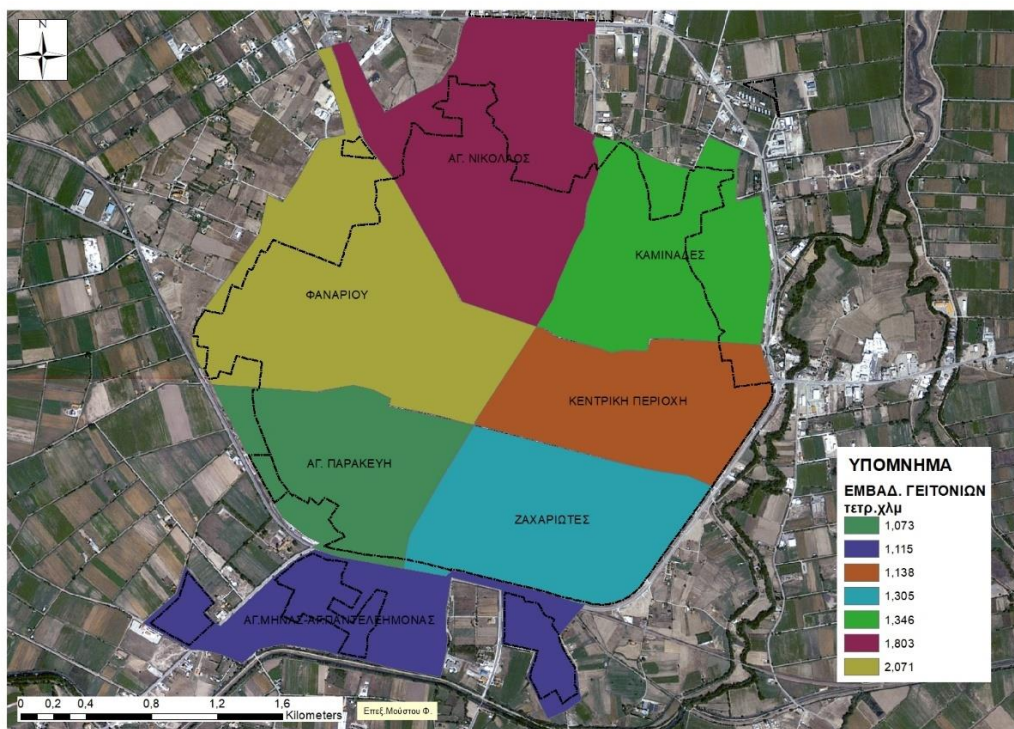 N
ΑΓ. ΝΙΚΟΛΑΟΣ
ΚΑΜΙΝΑΔΕΣ
ΦΑΝΑΡΙΟΥ
ΚΕΝΤΡΙΚΗ ΠΕΡΙΟΧΗ
ΑΓ. ΠΑΡΑΚΕΥΗ
ΖΑΧΑΡΙΩΤΕΣ
ΑΓ.ΜΗΝΑΣ-ΑΓ.ΠΑΝΤΕΛΕΗΜΟΝΑΣ
ΥΠΟΜΝΗΜΑ
ΕΜΒΑΔ. ΓΕΙΤΟΝΙΩΝ
τετρ.χλμ
1,073
1,115
1,138
1,305
1,346
1,803
2,071
0 0,2 0,4 0,8 1,2 1,6
Kilometers
Επεξ.Μούστου Φ.